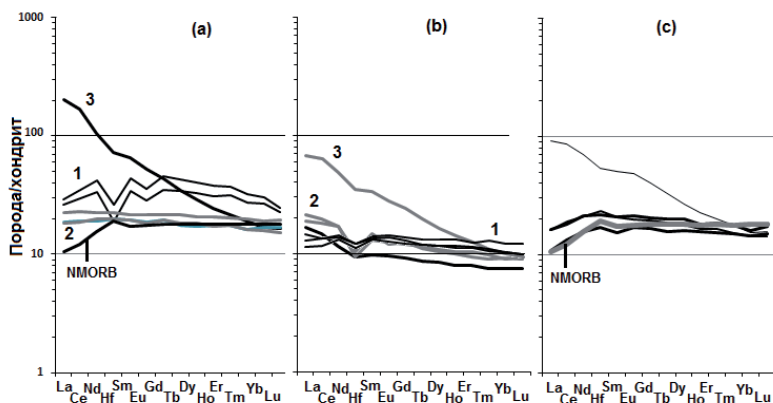 (a)
(b)
(c)
Порода/хондрит
1000
100
10
1
3
1
2
NMORB
3
2
1
NMORB
La Ce Nd Hf Sm Eu Gd Tb Dy Ho Er Tm Yb Lu
La Ce Nd Hf Sm Eu Gd Tb Dy Ho Er Tm Yb Lu
La Ce Nd Hf Sm Eu Gd Tb Dy Ho Er Tm Yb Lu